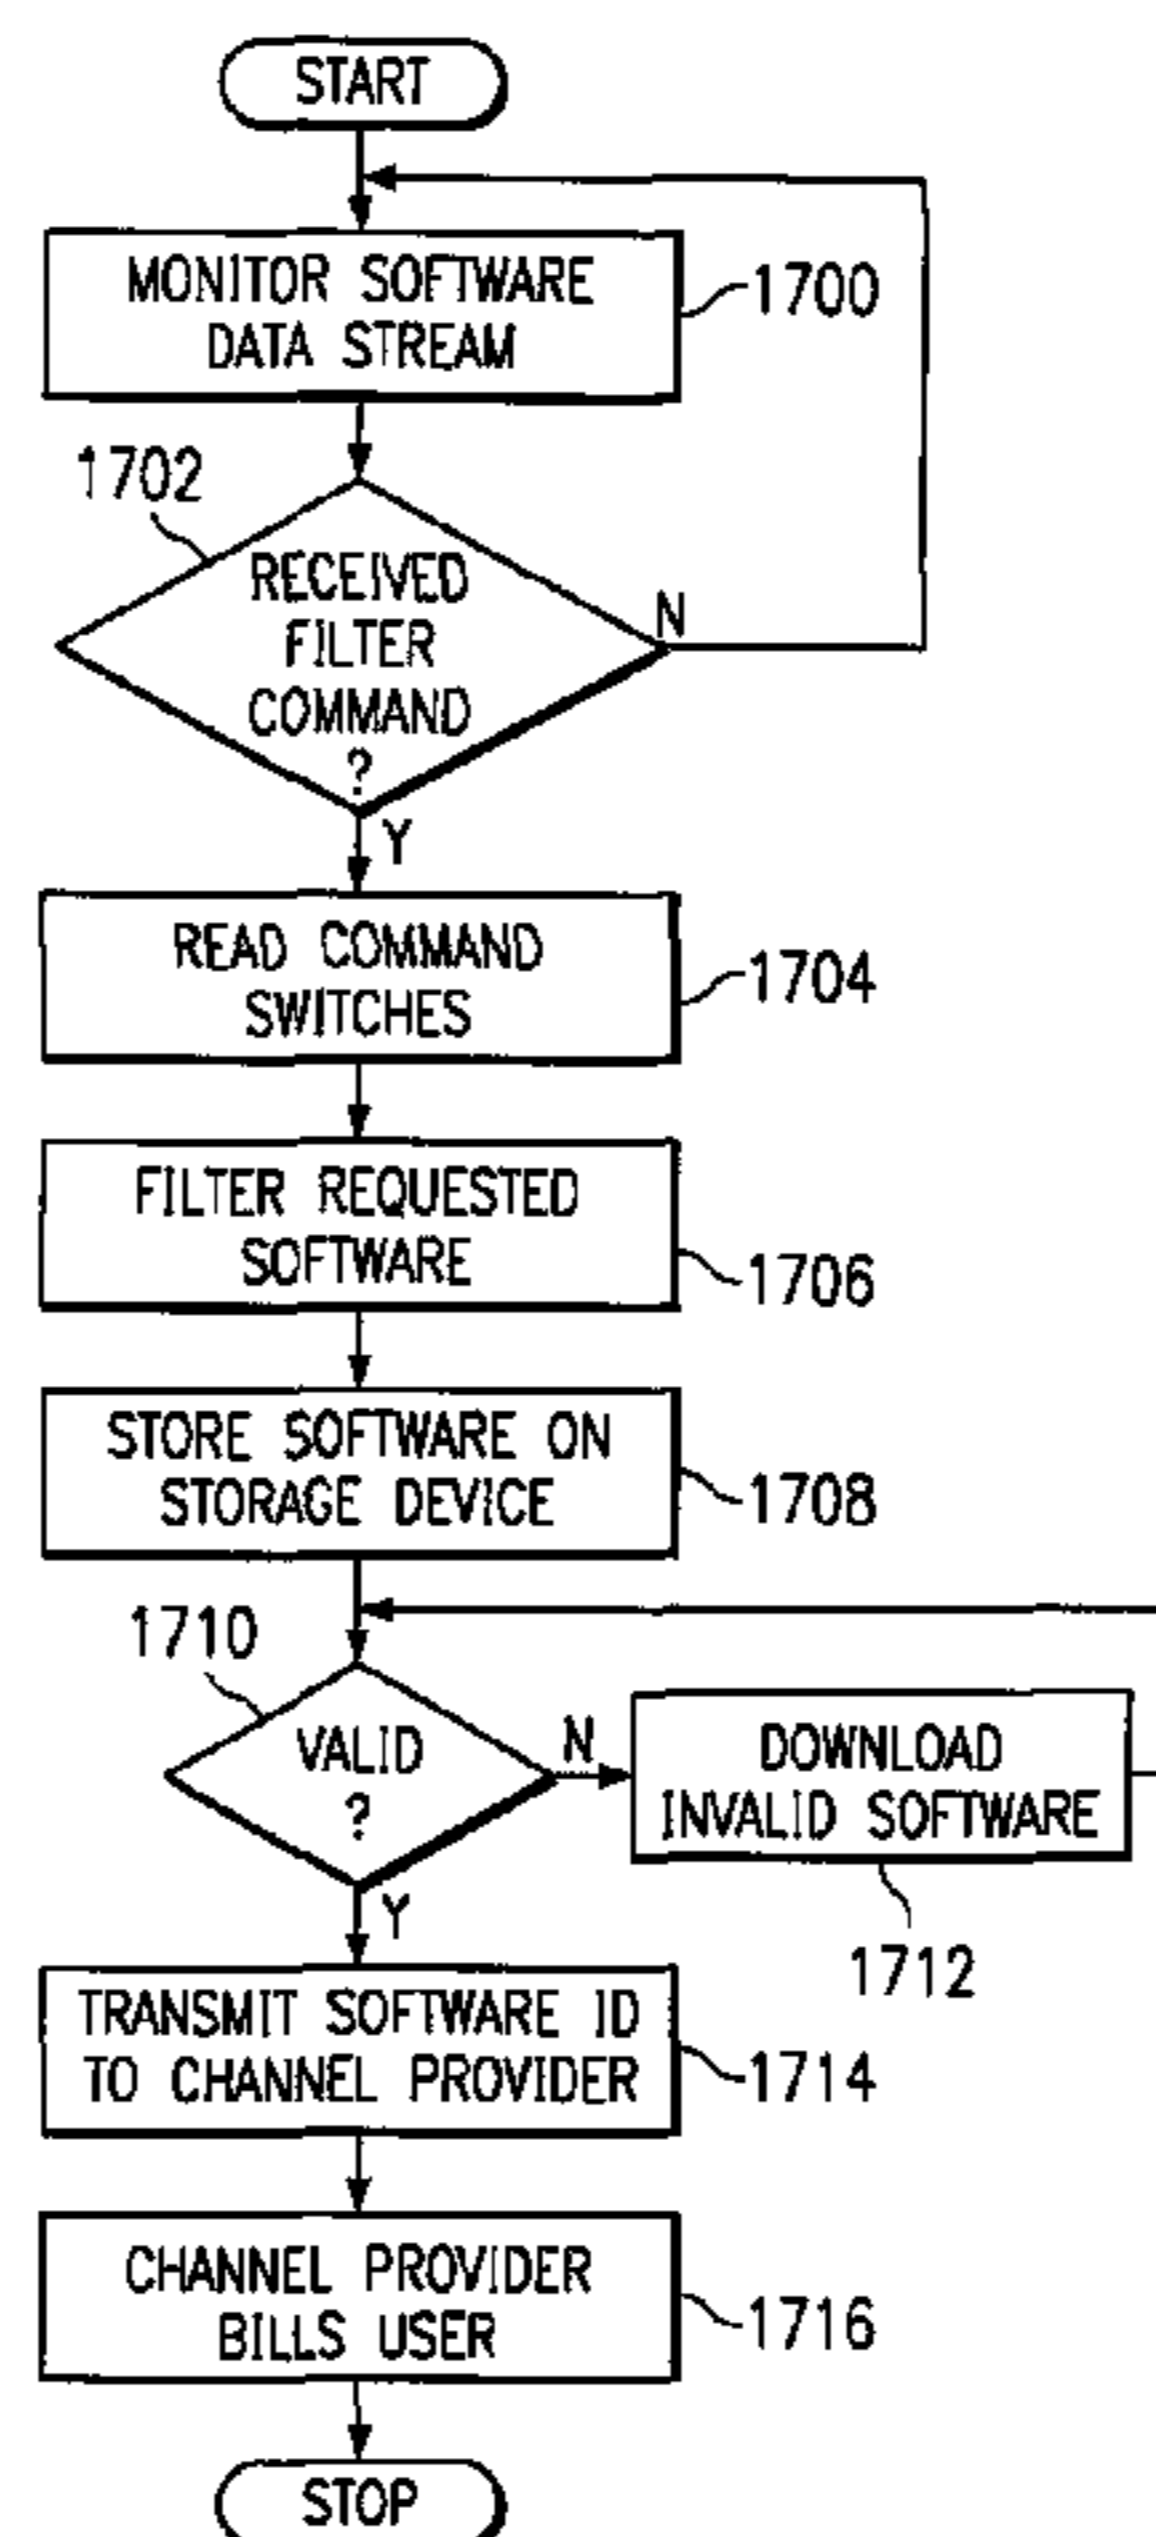 START
MONITOR SOFTWARE
DATA STREAM
1700
1702
RECEIVED
FILTER
COMMAND
?
N
Y
READ COMMAND
SWITCHES
1704
FILTER REQUESTED
SOFTWARE
1706
STORE SOFTWARE ON
STORAGE DEVICE
1708
1710
VALID
?
N
DOWNLOAD
INVALID SOFTWARE
1712
Y
TRANSMIT SOFTWARE ID
TO CHANNEL PROVIDER
1714
CHANNEL PROVIDER
BILLS USER
1716
STOP